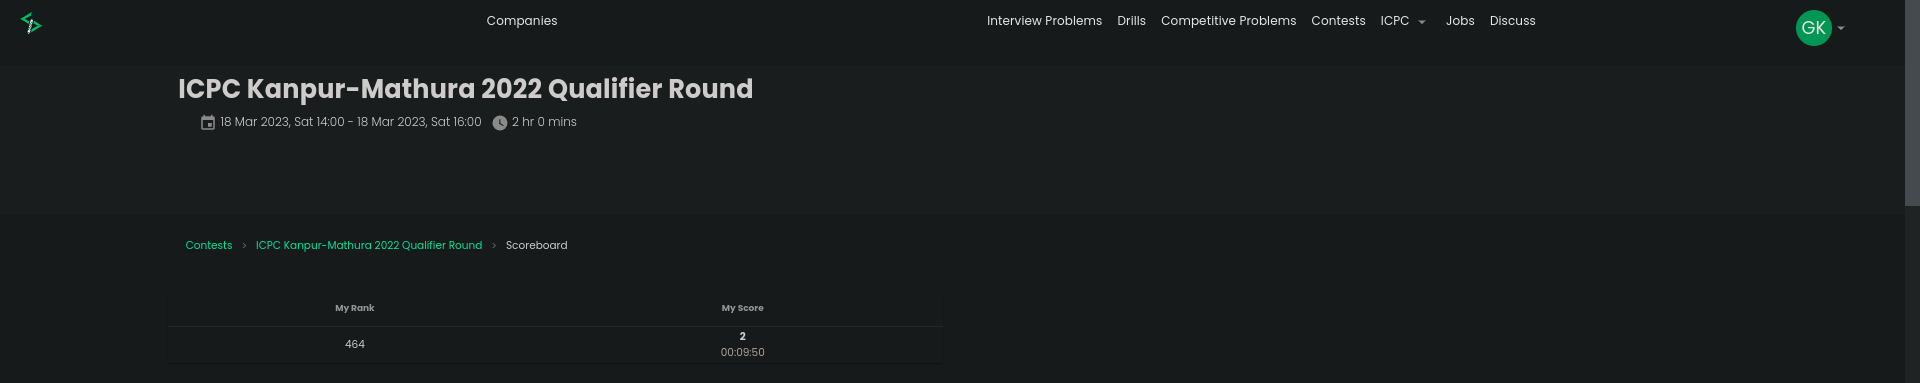 Companies Interview Problems Drills Competitive Problems Contests ICPC Jobs Discuss GK
ICPC Kanpur-Mathura 2022 Qualifier Round
18 Mar 2023, Sat 14:00 - 18 Mar 2023, Sat 16:00 2 hr 0 mins
Contests > ICPC Kanpur-Mathura 2022 Qualifier Round > Scoreboard
My Rank My Score
464 2
00:09:50